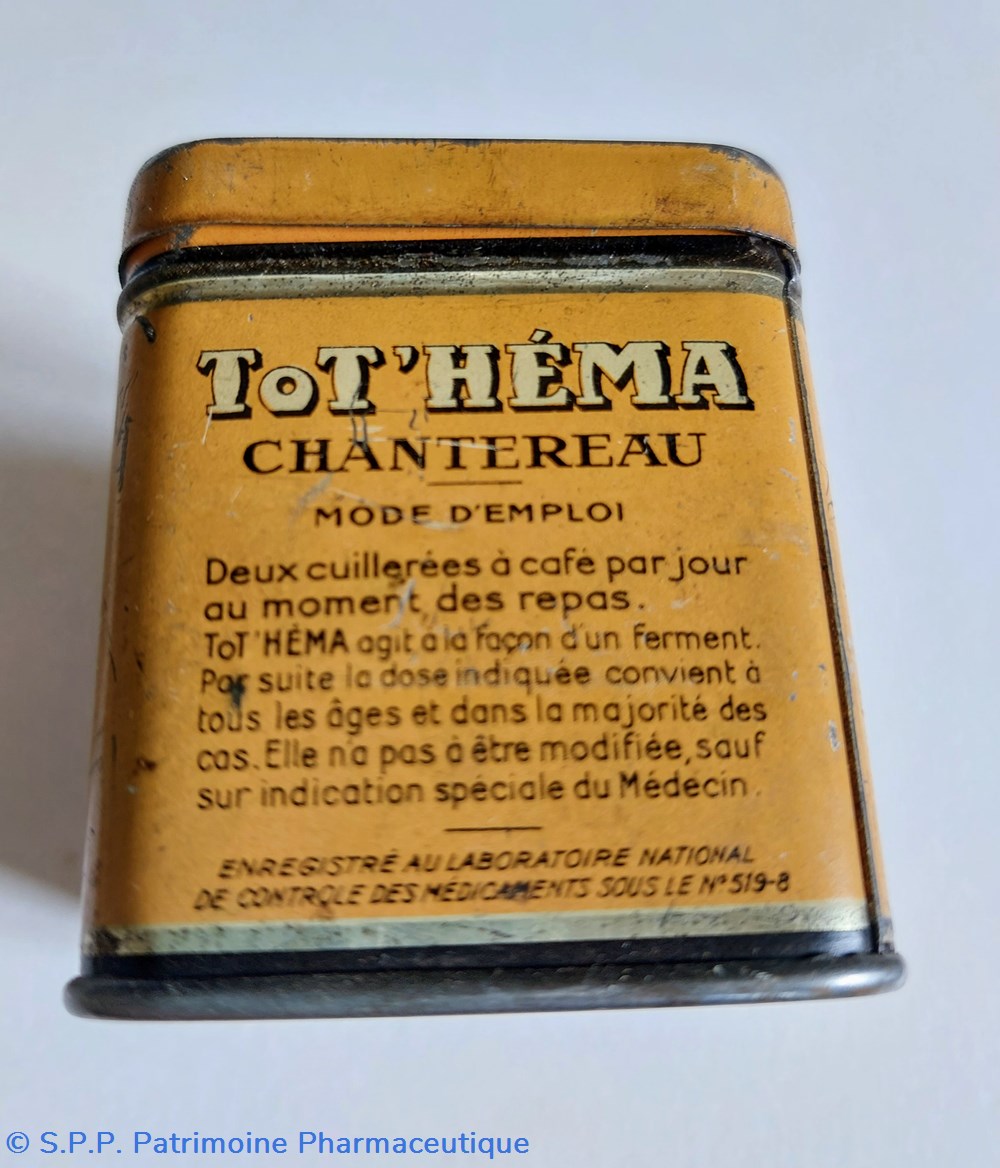 ToT'HÉMA
CHANTEREAU
MODE D'EMPLOI
Deux cuillerées à café par jour
au moment des repas.
ToT'HÉMA agit à la façon d'un ferment.
Par suite la dose indiquée convient à
tous les âges et dans la majorité des
cas. Elle n'a pas à être modifiée, sauf
sur indication spéciale du Médecin.
ENREGISTRÉ AU LABORATOIRE NATIONAL
DE CONTROLE DES MÉDICAMENTS SOUS LE N° 519-8
© S.P.P. Patrimoine Pharmaceutique